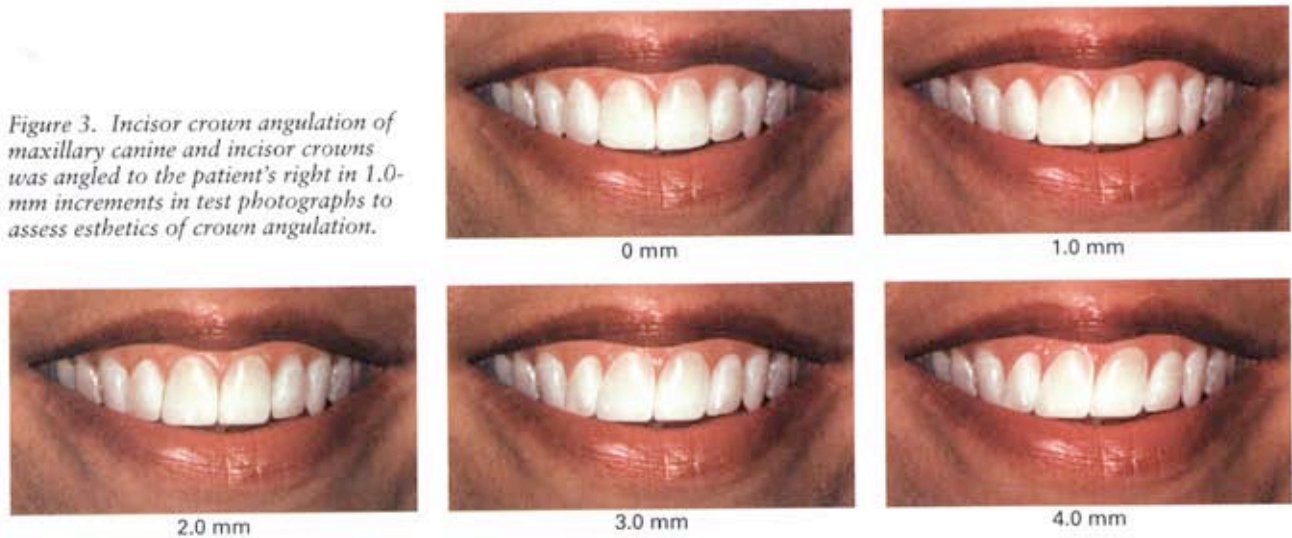 Figure 3. Incisor crown angulation of
maxillary canine and incisor crowns
was angled to the patient's right in 1.0-
mm increments in test photographs to
assess esthetics of crown angulation.
0 mm
1.0 mm
2.0 mm
3.0 mm
4.0 mm